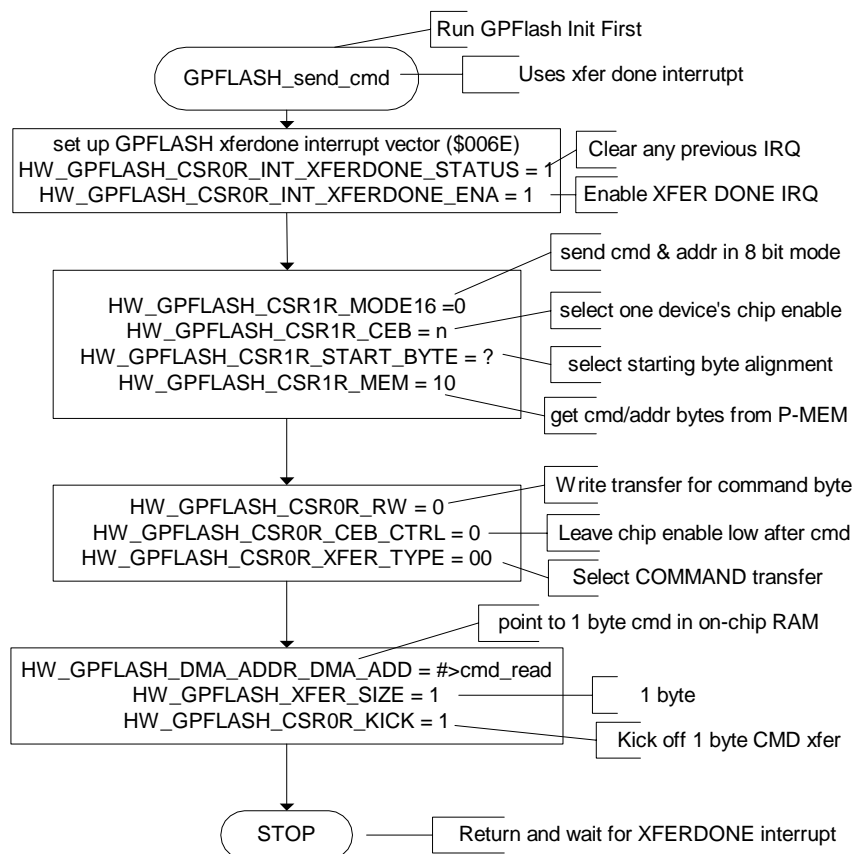 Run GPFlash Init First
GPFLASH_send_cmd
Uses xfer done interrutpt
set up GPFLASH xferdone interrupt vector ($006E)
HW_GPFLASH_CSR0R_INT_XFERDONE_STATUS = 1
HW_GPFLASH_CSR0R_INT_XFERDONE_ENA = 1
Clear any previous IRQ
Enable XFER DONE IRQ
send cmd & addr in 8 bit mode
HW_GPFLASH_CSR1R_MODE16 =0
HW_GPFLASH_CSR1R_CEB = n
HW_GPFLASH_CSR1R_START_BYTE = ?
HW_GPFLASH_CSR1R_MEM = 10
select one device's chip enable
select starting byte alignment
get cmd/addr bytes from P-MEM
HW_GPFLASH_CSR0R_RW = 0
HW_GPFLASH_CSR0R_CEB_CTRL = 0
HW_GPFLASH_CSR0R_XFER_TYPE = 00
Write transfer for command byte
Leave chip enable low after cmd
Select COMMAND transfer
point to 1 byte cmd in on-chip RAM
HW_GPFLASH_DMA_ADDR_DMA_ADD = #>cmd_read
HW_GPFLASH_XFER_SIZE = 1
HW_GPFLASH_CSR0R_KICK = 1
1 byte
Kick off 1 byte CMD xfer
STOP
Return and wait for XFERDONE interrupt